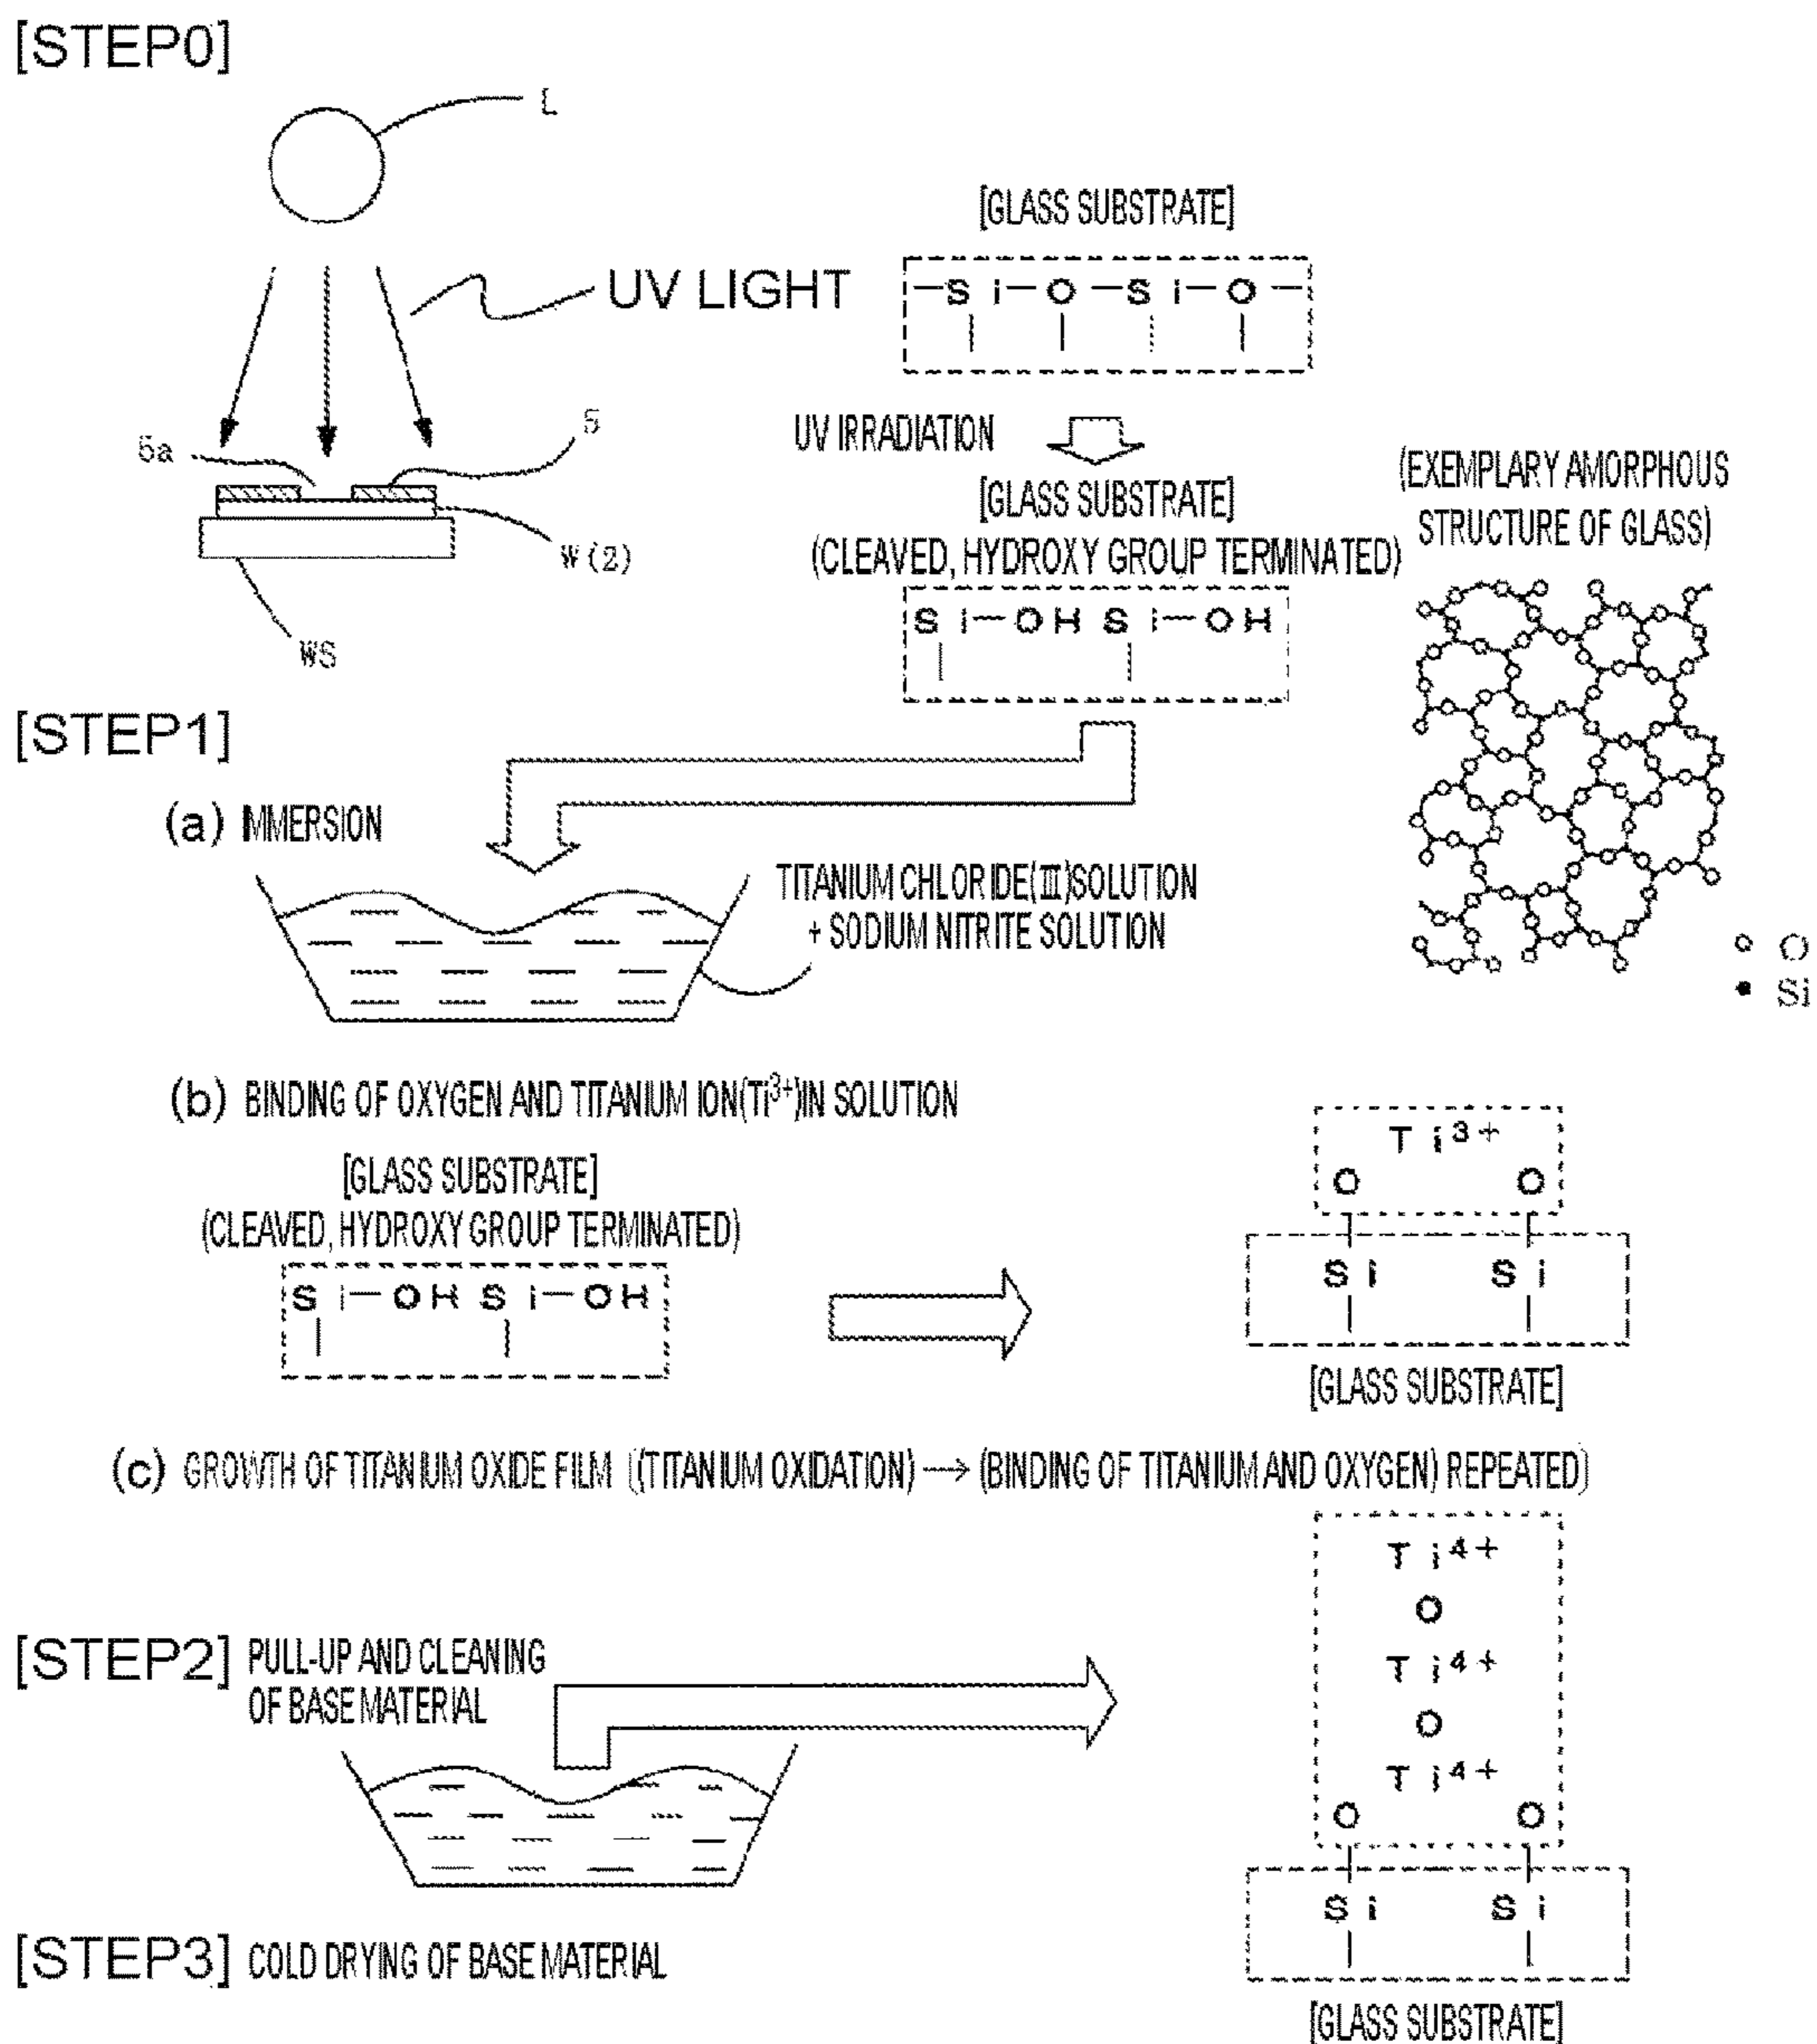 [STEP0]
L
[GLASS SUBSTRATE]
UV LIGHT
—Si—O—Si—O—
5a
5
UV IRRADIATION
[GLASS SUBSTRATE]
(CLEAVED, HYDROXY GROUP TERMINATED)
(EXEMPLARY AMORPHOUS
STRUCTURE OF GLASS)
W(2)
Si—OH Si—OH
WS
[STEP1]
(a) IMMERSION
TITANIUM CHLORIDE(III)SOLUTION
+ SODIUM NITRITE SOLUTION
O
Si
(b) BINDING OF OXYGEN AND TITANIUM ION(Ti³⁺)IN SOLUTION
[GLASS SUBSTRATE]
(CLEAVED, HYDROXY GROUP TERMINATED)
Si—OH Si—OH
Ti³⁺
O O
Si Si
[GLASS SUBSTRATE]
(c) GROWTH OF TITANIUM OXIDE FILM ((TITANIUM OXIDATION)→(BINDING OF TITANIUM AND OXYGEN) REPEATED)
[STEP2] PULL-UP AND CLEANING
OF BASE MATERIAL
Ti⁴⁺
O
Ti⁴⁺
O
Ti⁴⁺
O O
Si Si
[GLASS SUBSTRATE]
[STEP3] COLD DRYING OF BASE MATERIAL